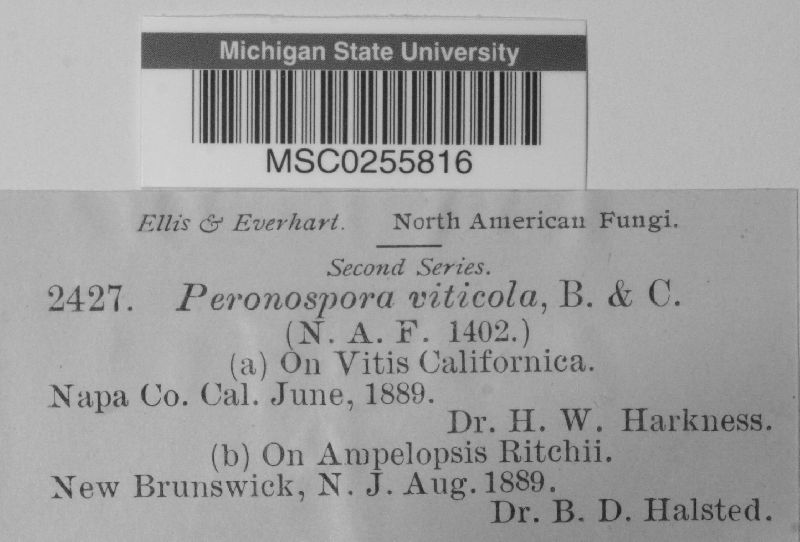 Michigan State University
MSC0255816
Ellis & Everhart. North American Fungi.
Second Series.
2427. Peronospora viticola, B. & C.
(N. A. F. 1402.)
(a) On Vitis Californica.
Napa Co. Cal. June, 1889.
Dr. H. W. Harkness.
(b) On Ampelopsis Ritchii.
New Brunswick, N. J. Aug. 1889.
Dr. B. D. Halsted.